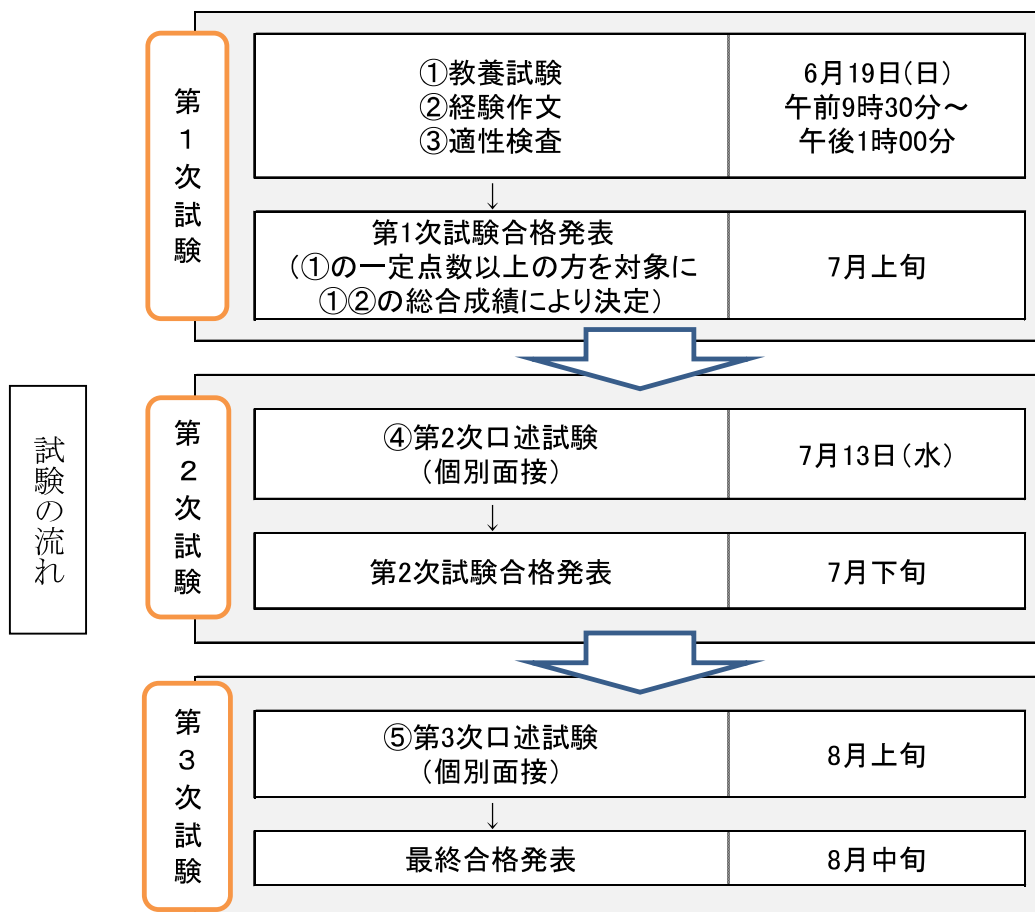 試験の流れ
第1次試験
①教養試験
②経験作文
③適性検査
6月19日(日)
午前9時30分～
午後1時00分
↓
第1次試験合格発表
(①の一定点数以上の方を対象に
①②の総合成績により決定)
7月上旬
第2次試験
④第2次口述試験
(個別面接)
7月13日(水)
↓
第2次試験合格発表
7月下旬
第3次試験
⑤第3次口述試験
(個別面接)
8月上旬
↓
最終合格発表
8月中旬